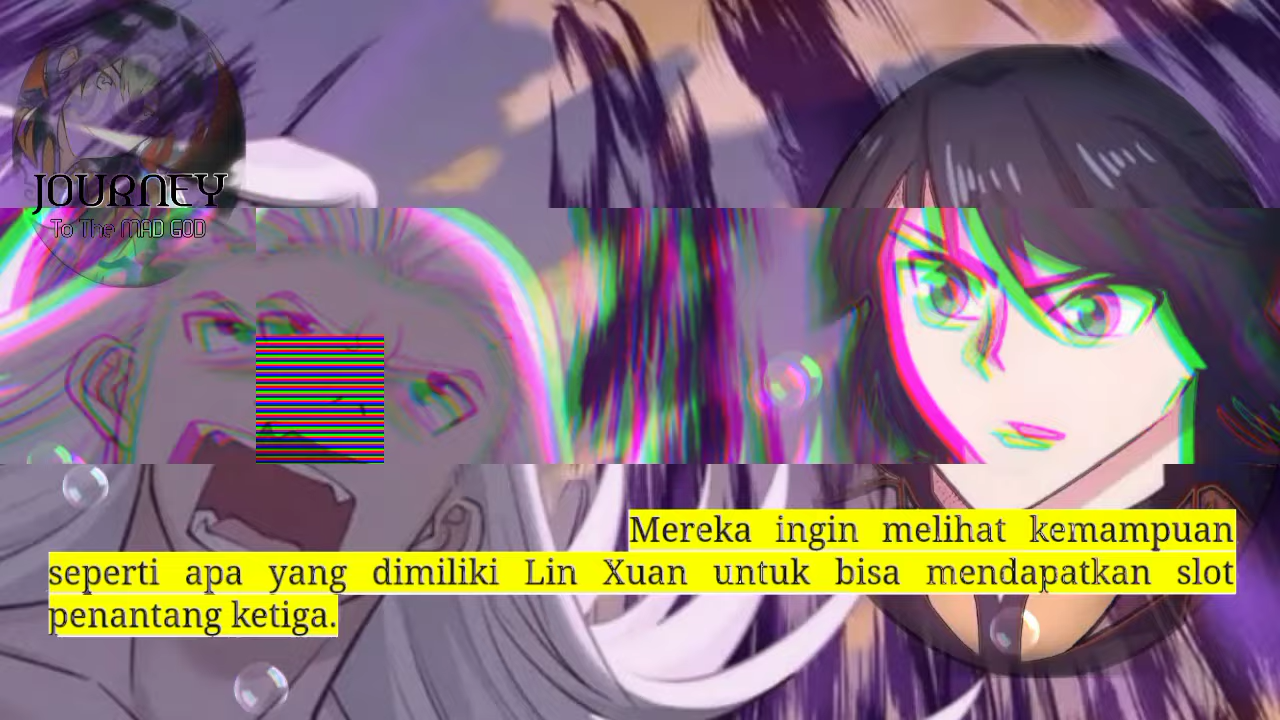 JOURNEY
To The MAD GOD
Mereka ingin melihat kemampuan
seperti apa yang dimiliki Lin Xuan untuk bisa mendapatkan slot
penantang ketiga.